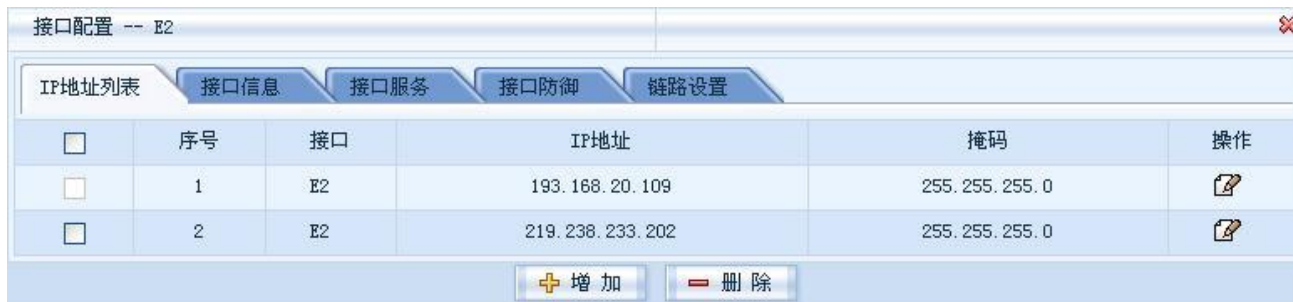 接口配置 -- E2
IP地址列表 接口信息 接口服务 接口防御 链路设置
序号 接口 IP地址 掩码 操作
1 E2 193.168.20.109 255.255.255.0
2 E2 219.238.233.202 255.255.255.0
增加 删除